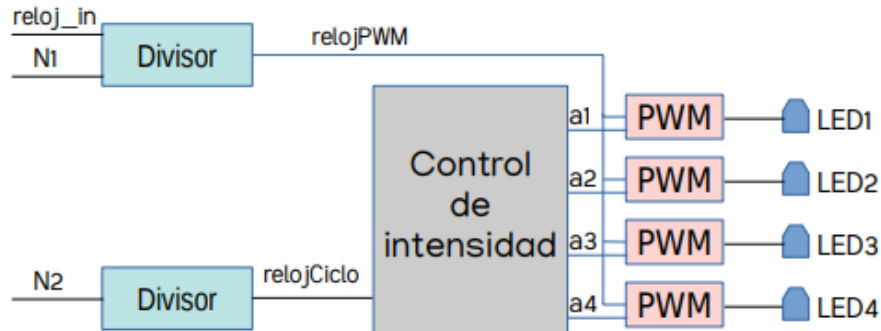 reloj_in
N1
Divisor
relojPWM
a1
PWM
LED1
Control
de
intensidad
a2
PWM
LED2
a3
PWM
LED3
N2
Divisor
relojCiclo
a4
PWM
LED4